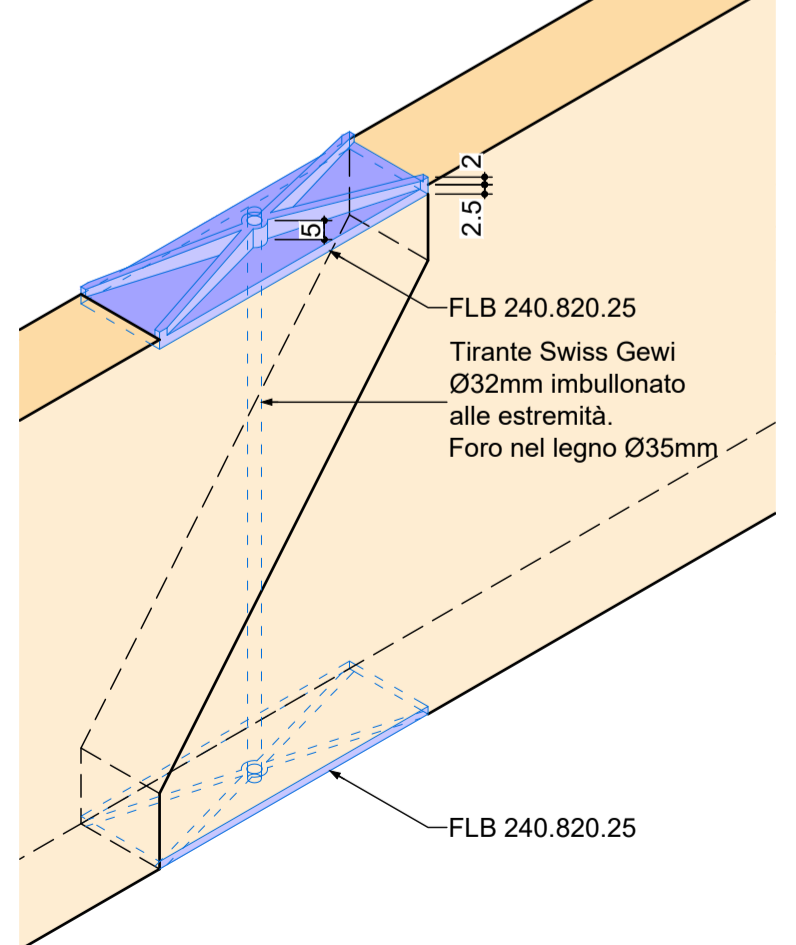 2
2.5
5
FLB 240.820.25
Tirante Swiss Gewi
Ø32mm imbullonato
alle estremità.
Foro nel legno Ø35mm
FLB 240.820.25